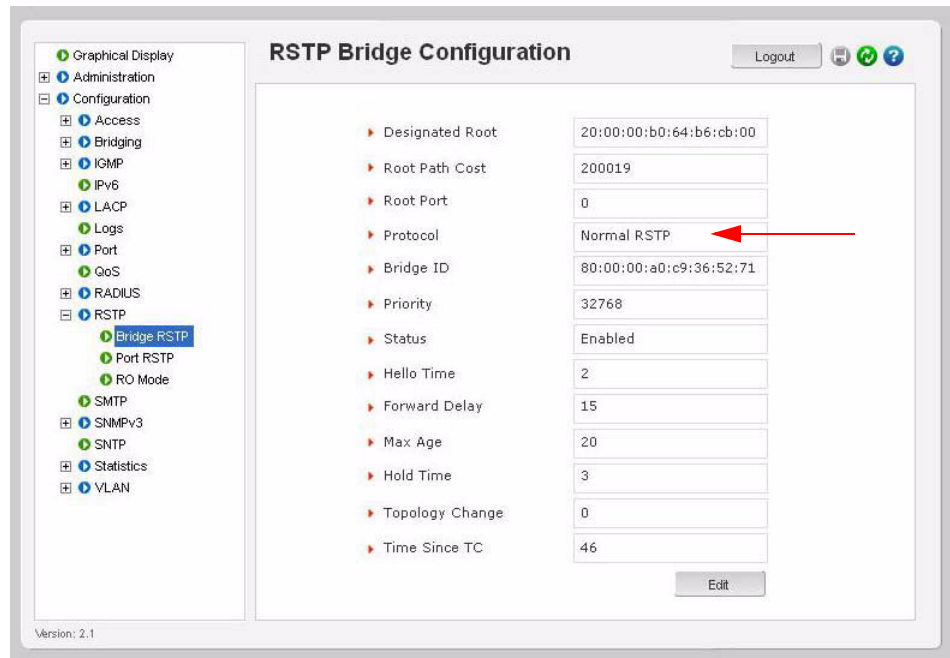 RSTP Bridge Configuration
Logout
Graphical Display
Administration
Configuration
Access
Bridging
IGMP
IPv6
LACP
Logs
Port
QoS
RADIUS
RSTP
Bridge RSTP
Port RSTP
RO Mode
SMTP
SNMPv3
SNTP
Statistics
VLAN
Designated Root 20:00:00:b0:64:b6:cb:00
Root Path Cost 200019
Root Port 0
Protocol Normal RSTP
Bridge ID 80:00:00:a0:c9:36:52:71
Priority 32768
Status Enabled
Hello Time 2
Forward Delay 15
Max Age 20
Hold Time 3
Topology Change 0
Time Since TC 46
Edit
Version: 2.1